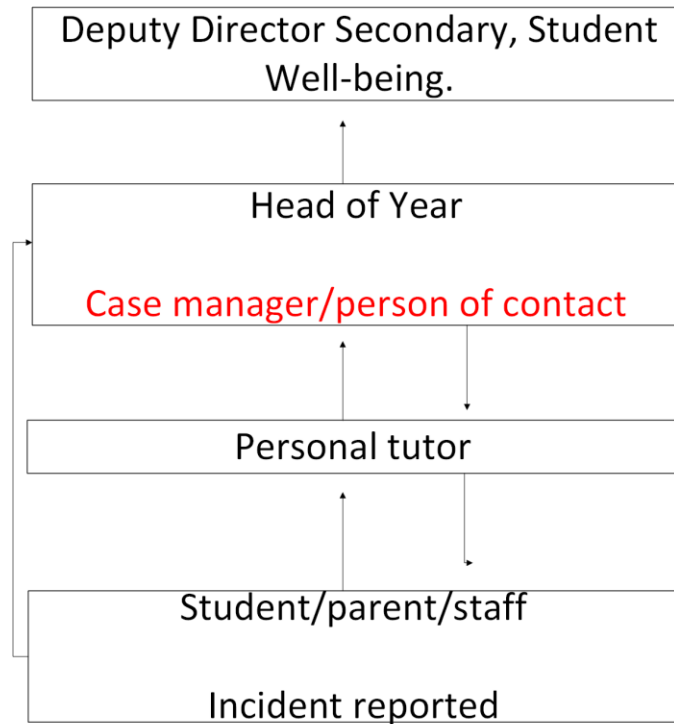 Deputy Director Secondary, Student
Well-being.
Head of Year
Case manager/person of contact
Personal tutor
Student/parent/staff
Incident reported